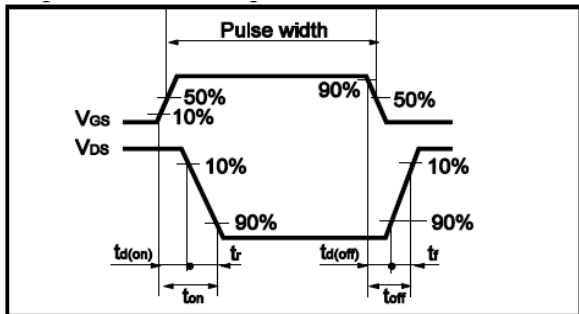 Pulse width
90%
50%
50%
10%
VGS
VDS
10%
10%
90%
90%
td(on)
tr
td(off)
tf
ton
toff